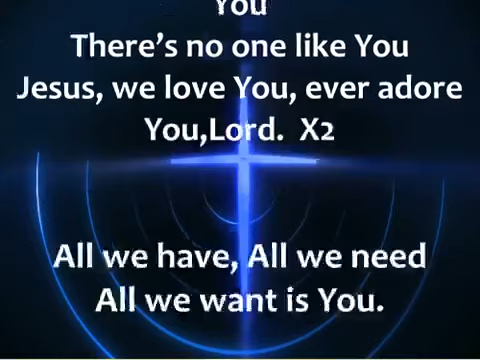 You
There's no one like You
Jesus, we love You, ever adore
You,Lord.  X2
All we have, All we need
All we want is You.